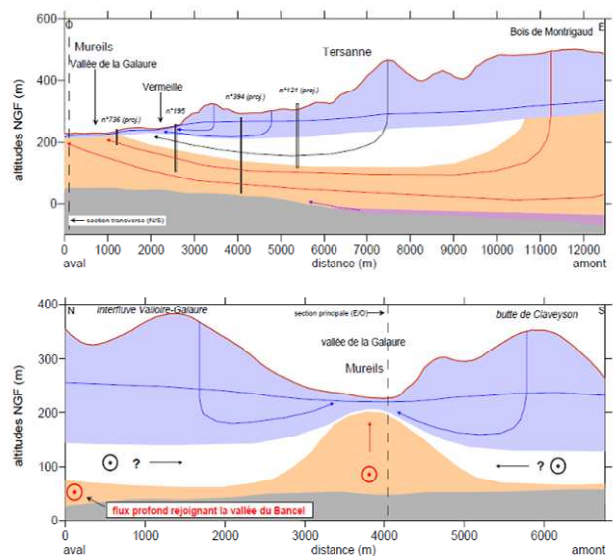 O
E
Mureils
Vallée de la Galaure
Vermeille
Tersanne
Bois de Montrigaud
n°736 (proj.)
n°195
n°394 (proj.)
n°121 (proj.)
altitudes NGF (m)
600
400
200
0
section transverse (N/S)
0 1000 2000 3000 4000 5000 6000 7000 8000 9000 10000 11000 12000
aval
distance (m)
amont
N
S
interfluve Valloire-Galaure
section principale (E/O)
butte de Claveyson
vallée de la Galaure
Mureils
altitudes NGF (m)
400
300
200
100
0
?
?
flux profond rejoignant la vallée du Bancel
0 1000 2000 3000 4000 5000 6000
aval
distance (m)
amont